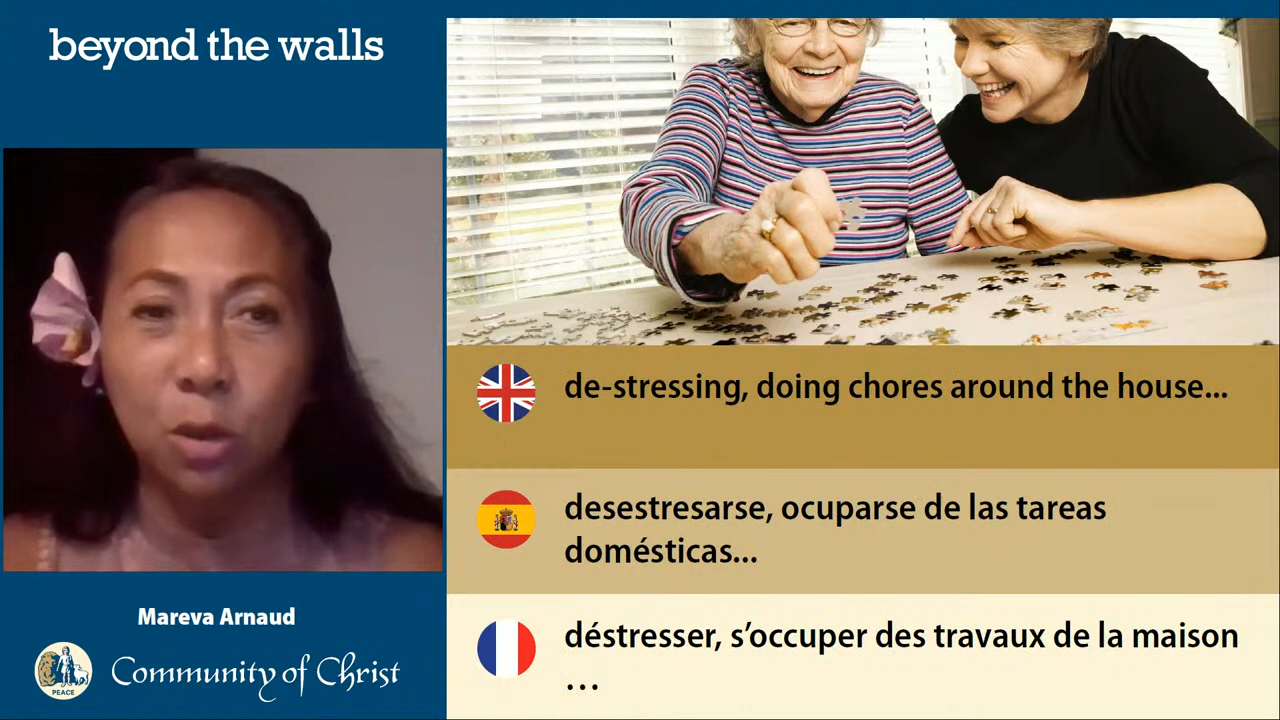 beyond the walls
de-stressing, doing chores around the house...
desestresarse, ocuparse de las tareas
domésticas...
déstresser, s’occuper des travaux de la maison
...
Mareva Arnaud
PEACE
Community of Christ